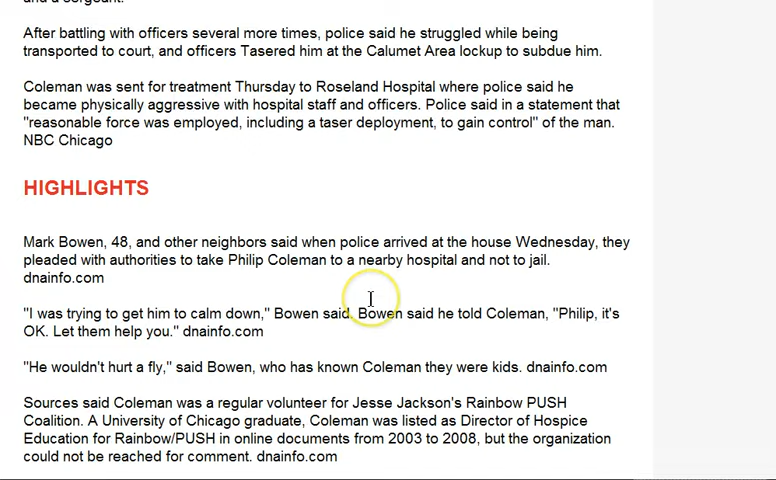 and a sergeant.
After battling with officers several more times, police said he struggled while being
transported to court, and officers Tasered him at the Calumet Area lockup to subdue him.
Coleman was sent for treatment Thursday to Roseland Hospital where police said he
became physically aggressive with hospital staff and officers. Police said in a statement that
"reasonable force was employed, including a taser deployment, to gain control" of the man.
NBC Chicago
HIGHLIGHTS
Mark Bowen, 48, and other neighbors said when police arrived at the house Wednesday, they
pleaded with authorities to take Philip Coleman to a nearby hospital and not to jail.
dnainfo.com
"I was trying to get him to calm down," Bowen said. Bowen said he told Coleman, "Philip, it's
OK. Let them help you." dnainfo.com
"He wouldn't hurt a fly," said Bowen, who has known Coleman they were kids. dnainfo.com
Sources said Coleman was a regular volunteer for Jesse Jackson's Rainbow PUSH
Coalition. A University of Chicago graduate, Coleman was listed as Director of Hospice
Education for Rainbow/PUSH in online documents from 2003 to 2008, but the organization
could not be reached for comment. dnainfo.com